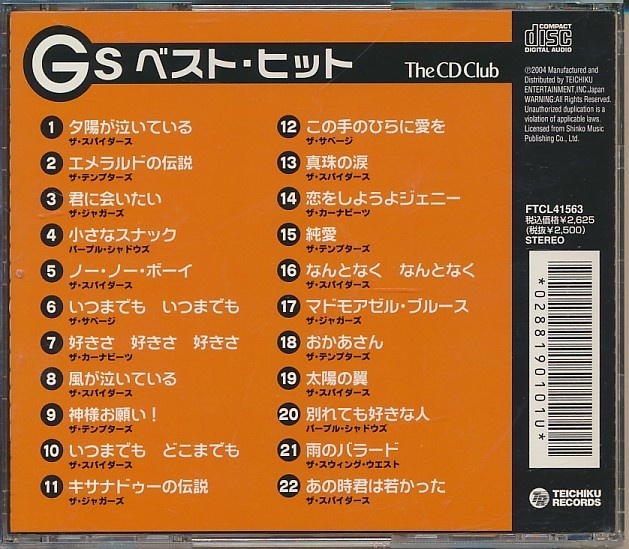 GS ベスト・ヒット
The CD Club
1 夕陽が泣いている
ザ・スパイダース
2 エメラルドの伝説
ザ・テンプターズ
3 君に会いたい
ザ・ジャガーズ
4 小さなスナック
パープル・シャドウズ
5 ノー・ノー・ボーイ
ザ・スパイダース
6 いつまでも いつまでも
ザ・サベージ
7 好きさ 好きさ 好きさ
ザ・カーナビーツ
8 風が泣いている
ザ・スパイダース
9 神様お願い！
ザ・テンプターズ
10 いつまでも どこまでも
ザ・スパイダース
11 キサナドゥーの伝説
ザ・ジャガーズ
12 この手のひらに愛を
ザ・サベージ
13 真珠の涙
ザ・スパイダース
14 恋をしようよジェニー
ザ・カーナビーツ
15 純愛
ザ・テンプターズ
16 なんとなく なんとなく
ザ・スパイダース
17 マドモアゼル・ブルース
ザ・ジャガーズ
18 おかあさん
ザ・テンプターズ
19 太陽の翼
ザ・スパイダース
20 別れても好きな人
パープル・シャドウズ
21 雨のバラード
ザ・スウィング・ウエスト
22 あの時君は若かった
ザ・スパイダース
COMPACT
disc
DIGITAL AUDIO
℗2004 Manufactured and
Distributed by TEICHIKU
ENTERTAINMENT,INC.Japan
WARNING:All Rights Reserved.
Unauthorized duplication is a
violation of applicable laws.
Licensed from Shinko Music
Publishing Co., Ltd.
FTCL41563
税込価格¥2,625
(税抜¥2,500)
STEREO
*0288190101U*
TEICHIKU
RECORDS